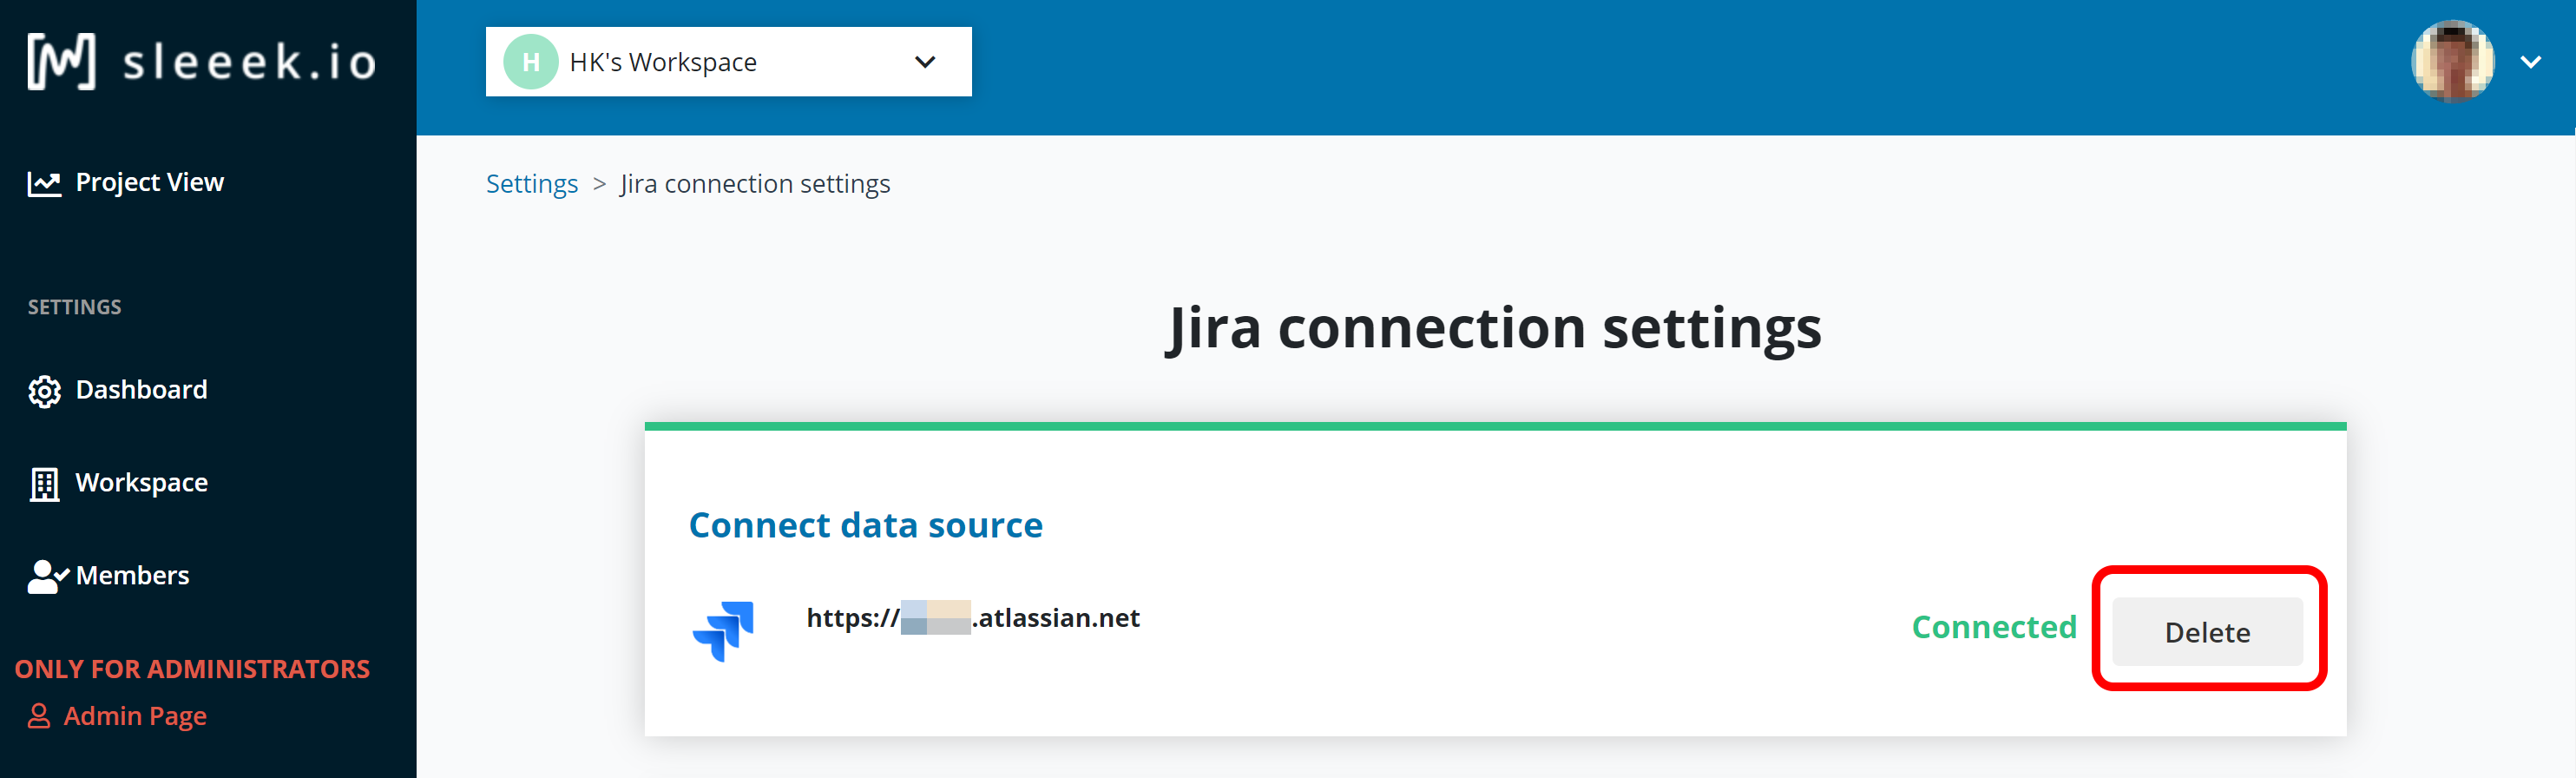 sleeek.io
Project View
SETTINGS
Dashboard
Workspace
Members
ONLY FOR ADMINISTRATORS
Admin Page
H HK's Workspace
Settings > Jira connection settings
Jira connection settings
Connect data source
https:// .atlassian.net
Connected
Delete